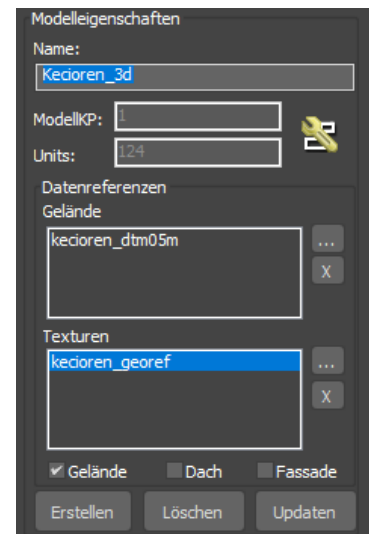 Modelleigenschaften
Name:
Kecioren_3d
ModellKP: 1
Units: 124
Datenreferenzen
Gelände
kecioren_dtm05m
...
X
Texturen
kecioren_georef
...
X
Gelände Dach Fassade
Erstellen Löschen Updaten